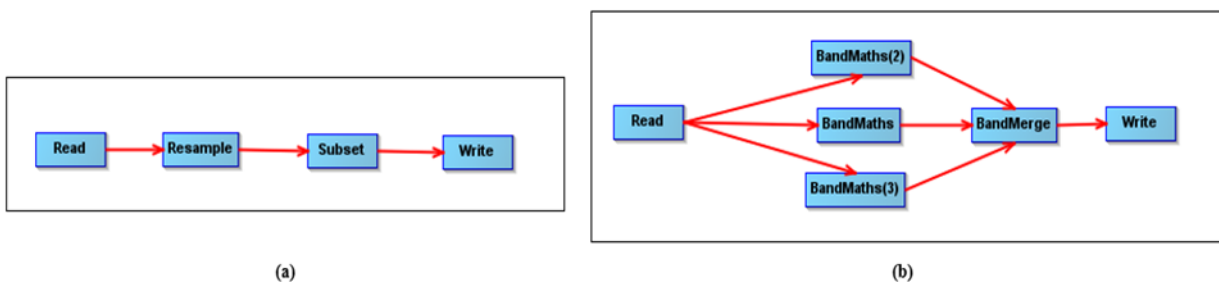 Read
Resample
Subset
Write
(a)
BandMaths(2)
Read
BandMaths
BandMerge
Write
BandMaths(3)
(b)